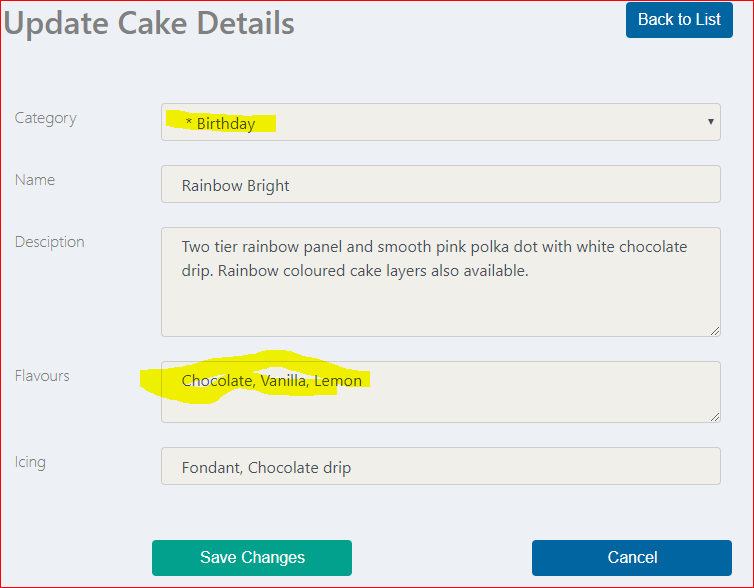 Update Cake Details
Back to List
Category
* Birthday
Name
Rainbow Bright
Desciption
Two tier rainbow panel and smooth pink polka dot with white chocolate
drip. Rainbow coloured cake layers also available.
Flavours
Chocolate, Vanilla, Lemon
Icing
Fondant, Chocolate drip
Save Changes
Cancel